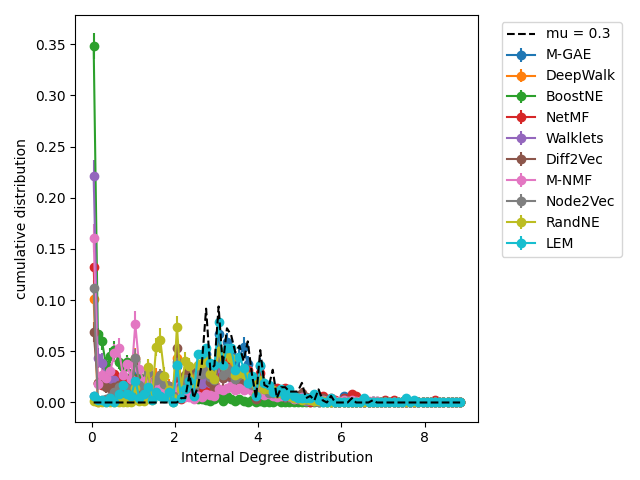 0.35
0.30
0.25
0.20
0.15
0.10
0.05
0.00
cumulative distribution
0
2
4
6
8
Internal Degree distribution
mu = 0.3
M-GAE
DeepWalk
BoostNE
NetMF
Walklets
Diff2Vec
M-NMF
Node2Vec
RandNE
LEM